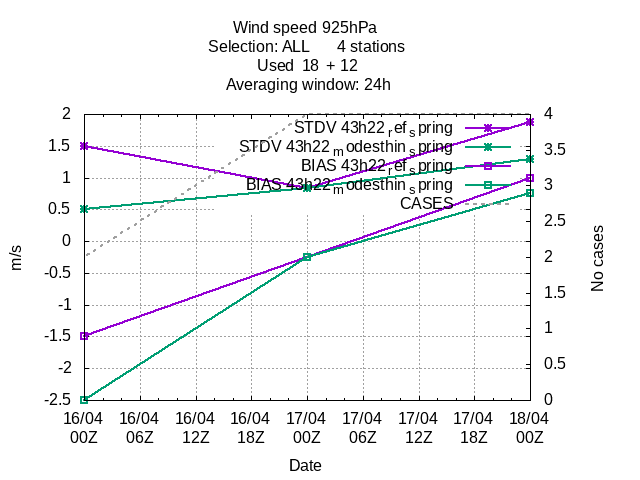 Wind speed 925hPa
Selection: ALL 4 stations
Used 18 + 12
Averaging window: 24h
2 4
STDV 43h22refspring
1.5 3.5
STDV 43h22modesthinspring
BIAS 43h22refspring
1 3
BIAS 43h22modesthinspring
CASES
0.5 2.5
0 2
-0.5 1.5
-1 1
-1.5 0.5
-2
-2.5 0
m/s
No cases
16/04 16/04 16/04 16/04 17/04 17/04 17/04 17/04 18/04
00Z 06Z 12Z 18Z 00Z 06Z 12Z 18Z 00Z
Date